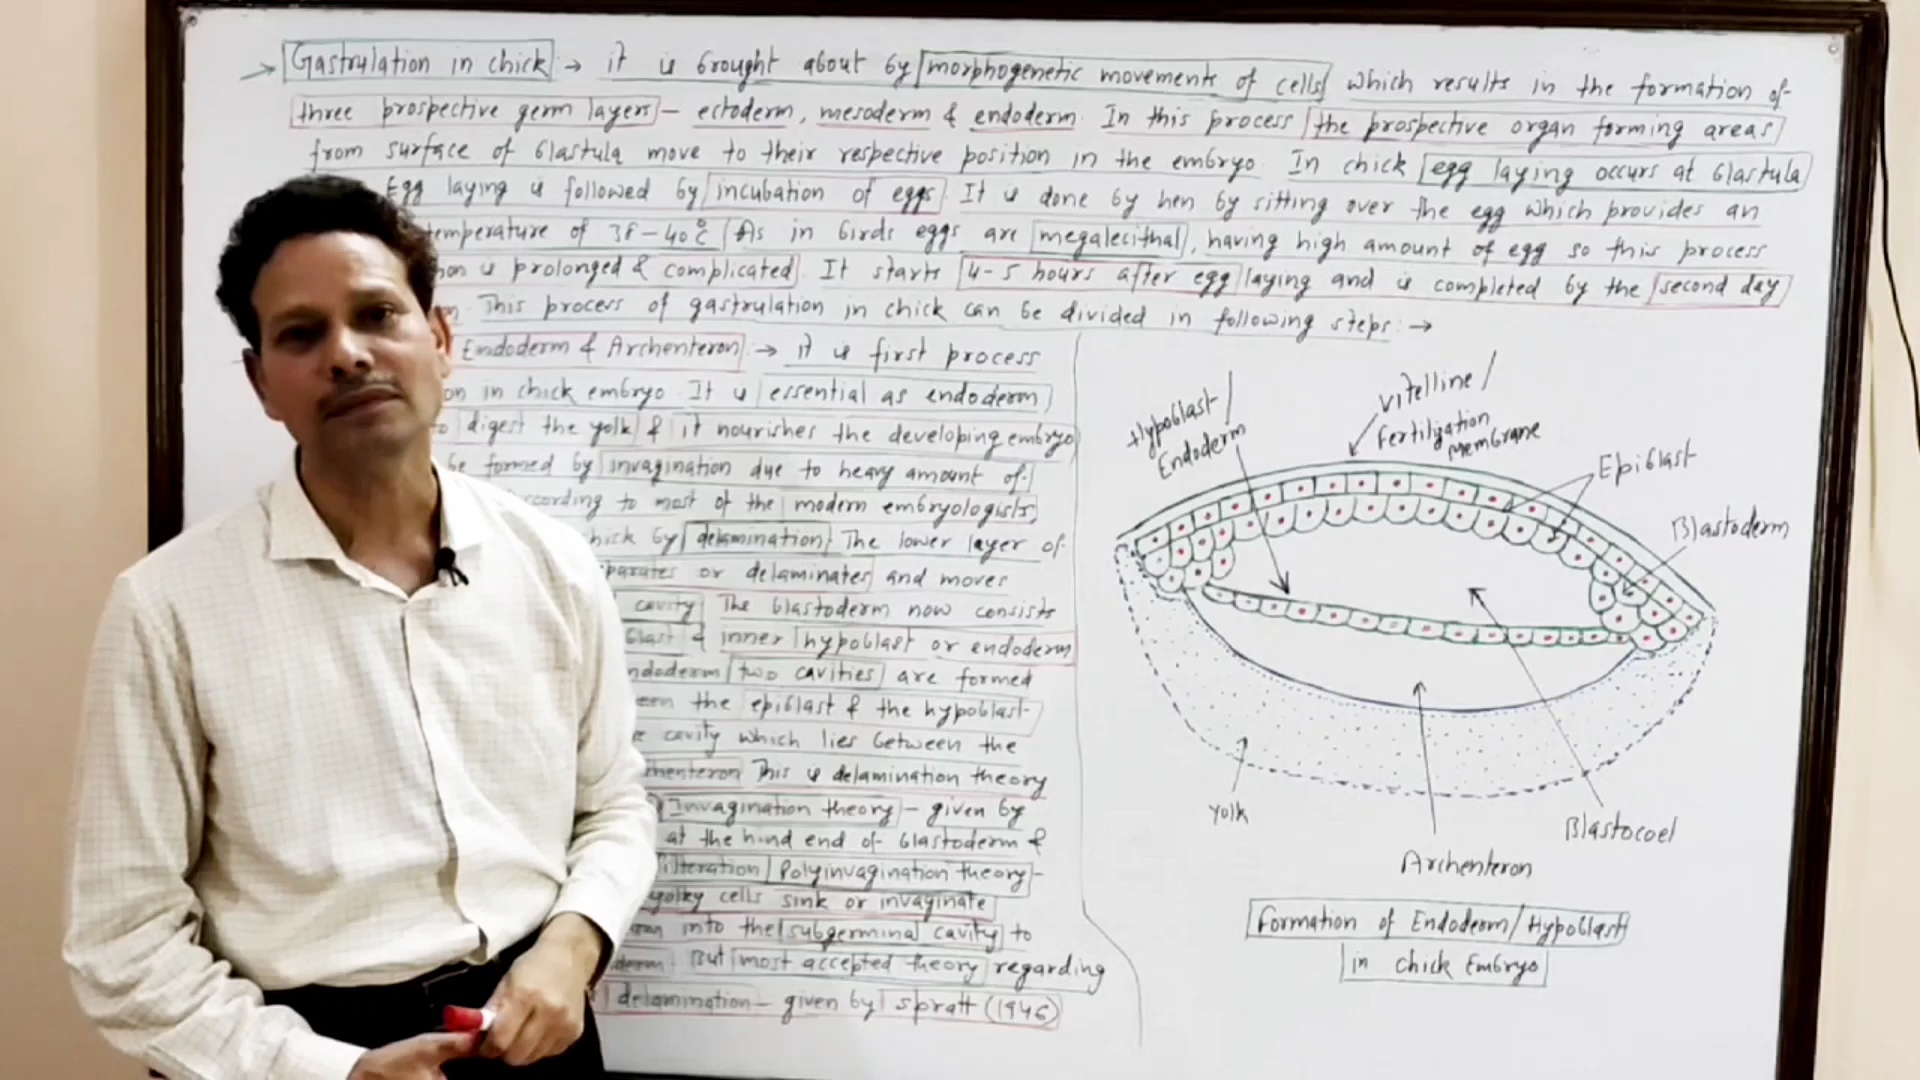 → Gastrulation in chick → it is brought about by morphogenetic movements of cells which results in the formation of
three prospective germ layers – ectoderm, mesoderm & endoderm. In this process the prospective organ forming areas
from surface of blastula move to their respective position in the embryo. In chick egg laying occurs at blastula
Egg laying is followed by incubation of eggs. It is done by hen by sitting over the egg which provides an
temperature of 38–40°C. As in birds eggs are megalecithal, having high amount of egg so this process
is prolonged & complicated. It starts 4-5 hours after egg laying and is completed by the second day
This process of gastrulation in chick can be divided in following steps:→
Endoderm & Archenteron → it is first process
on in chick embryo. It is essential as endoderm
digest the yolk & it nourishes the developing embryo
be formed by invagination due to heavy amount of
cording to most of the modern embryologists,
hick by delamination. The lower layer of
parates or delaminates and moves
cavity. The blastoderm now consists
blast & inner hypoblast or endoderm
ndoderm two cavities are formed
een the epiblast & the hypoblast
cavity which lies between the
henteron. This is delamination theory
Invagination theory – given by
at the hind end of blastoderm &
filteration Polyinvagination theory –
yolky cells sink or invaginate
into the subgerminal cavity to
derm. But most accepted theory regarding
delamination – given by Spratt (1946)
Hypoblast/
Endoderm
Vitelline/
Fertilization
Membrane
Epiblast
Blastoderm
Yolk
Blastocoel
Archenteron
Formation of Endoderm/Hypoblast
in Chick Embryo